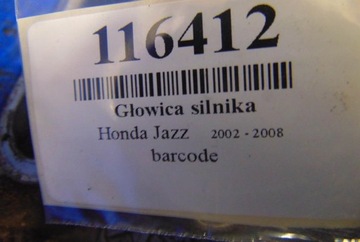 116412
Głowica silnika
Honda Jazz 2002 - 2008
barcode